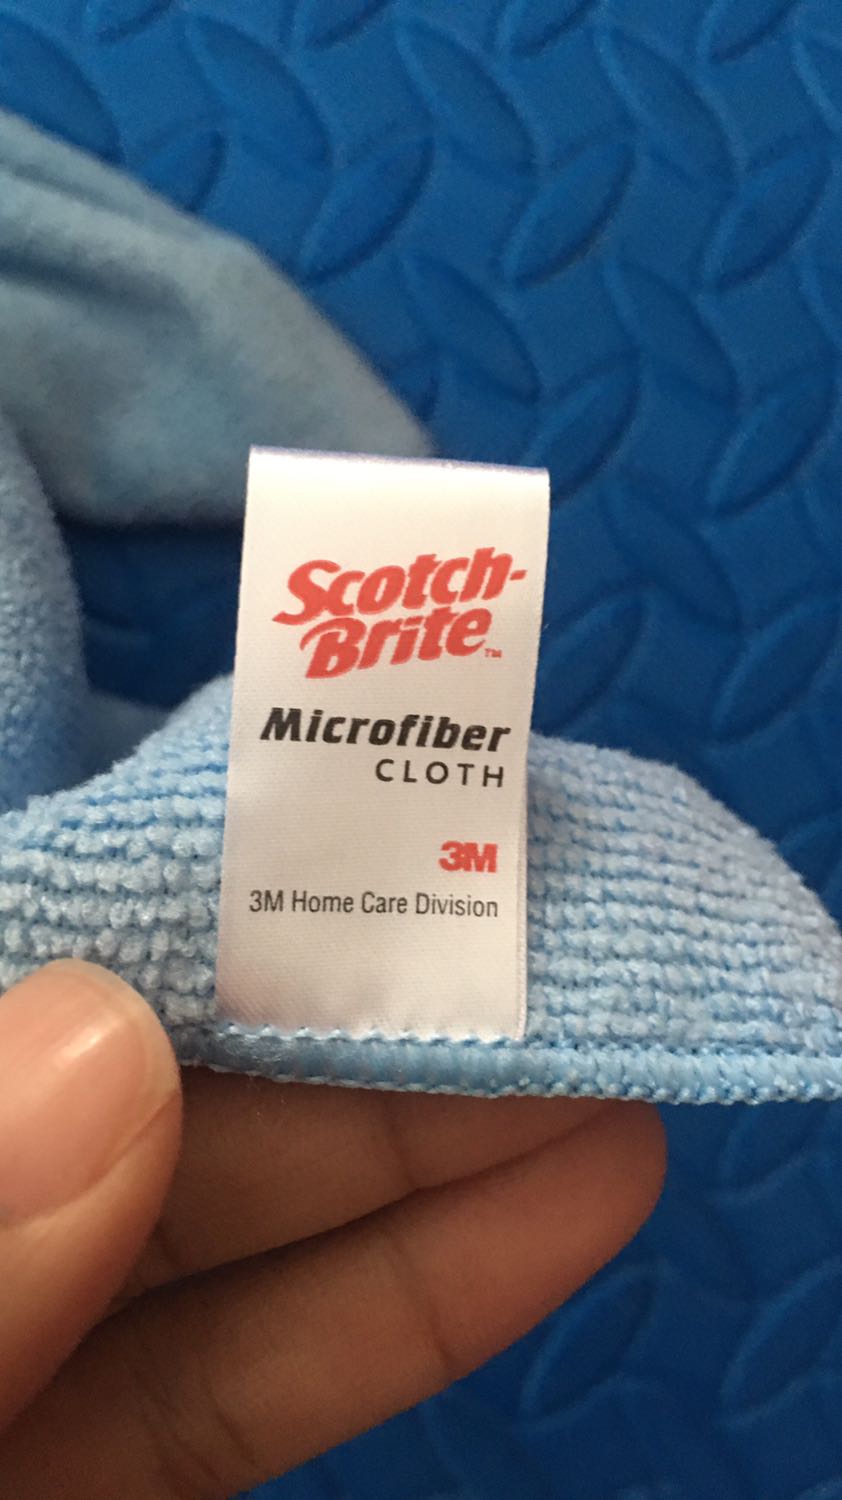 Scotch-
Brite™
Microfiber
CLOTH
3M
3M Home Care Division